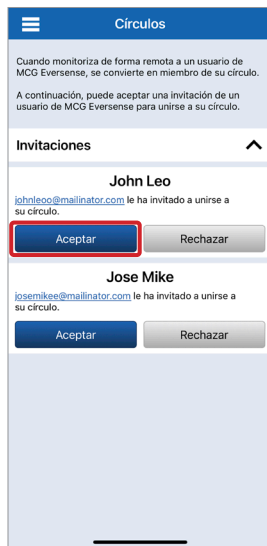 Círculos
Cuando monitoriza de forma
remota a un usuario de
MCG Eversense, se convierte en miembro de su círculo.
A continuación, puede aceptar una invitación de un
usuario de MCG Eversense para unirse a su círculo.
Invitaciones
John Leo
johnleoo@mailinator.com le ha invitado a unirse a
su círculo.
Aceptar
Rechazar
Jose Mike
josemikee@mailinator.com le ha invitado a unirse a
su círculo.
Aceptar
Rechazar